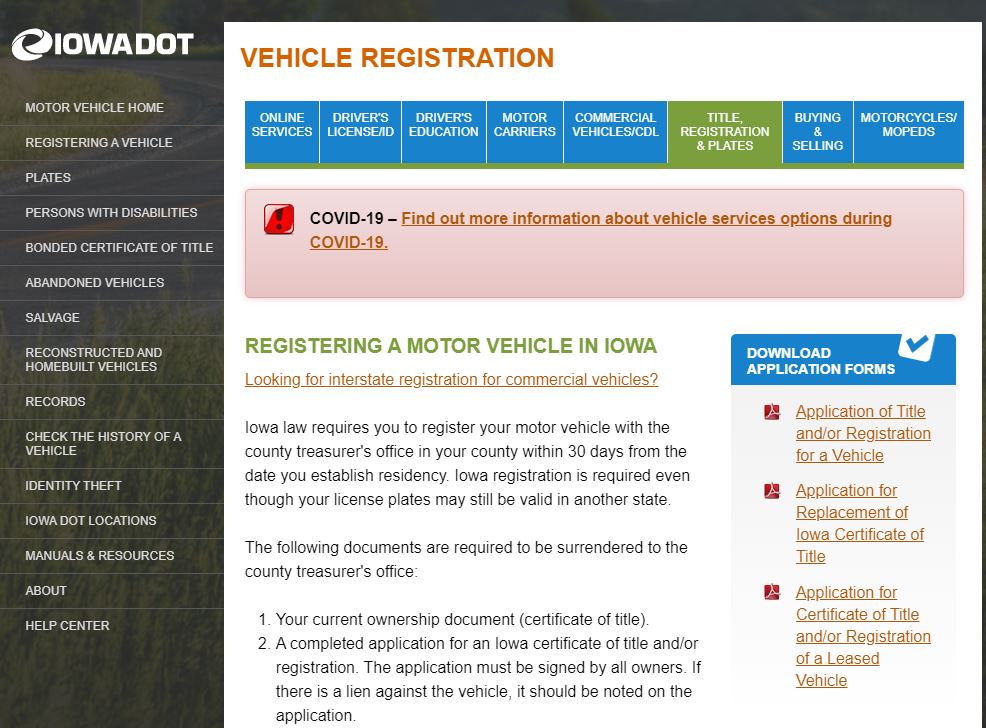 IOWADOT
MOTOR VEHICLE HOME
REGISTERING A VEHICLE
PLATES
PERSONS WITH DISABILITIES
BONDED CERTIFICATE OF TITLE
ABANDONED VEHICLES
SALVAGE
RECONSTRUCTED AND
HOMEBUILT VEHICLES
RECORDS
CHECK THE HISTORY OF A
VEHICLE
IDENTITY THEFT
IOWA DOT LOCATIONS
MANUALS & RESOURCES
ABOUT
HELP CENTER
VEHICLE REGISTRATION
ONLINE
SERVICES
DRIVER'S
LICENSE/ID
DRIVER'S
EDUCATION
MOTOR
CARRIERS
COMMERCIAL
VEHICLES/CDL
TITLE,
REGISTRATION
& PLATES
BUYING
&
SELLING
MOTORCYCLES/
MOPEDS
COVID-19 – Find out more information about vehicle services options during
COVID-19.
REGISTERING A MOTOR VEHICLE IN IOWA
Looking for interstate registration for commercial vehicles?
Iowa law requires you to register your motor vehicle with the
county treasurer's office in your county within 30 days from the
date you establish residency. Iowa registration is required even
though your license plates may still be valid in another state.
The following documents are required to be surrendered to the
county treasurer's office:
1. Your current ownership document (certificate of title).
2. A completed application for an Iowa certificate of title and/or
registration. The application must be signed by all owners. If
there is a lien against the vehicle, it should be noted on the
application.
DOWNLOAD
APPLICATION FORMS
Application of Title
and/or Registration
for a Vehicle
Application for
Replacement of
Iowa Certificate of
Title
Application for
Certificate of Title
and/or Registration
of a Leased
Vehicle